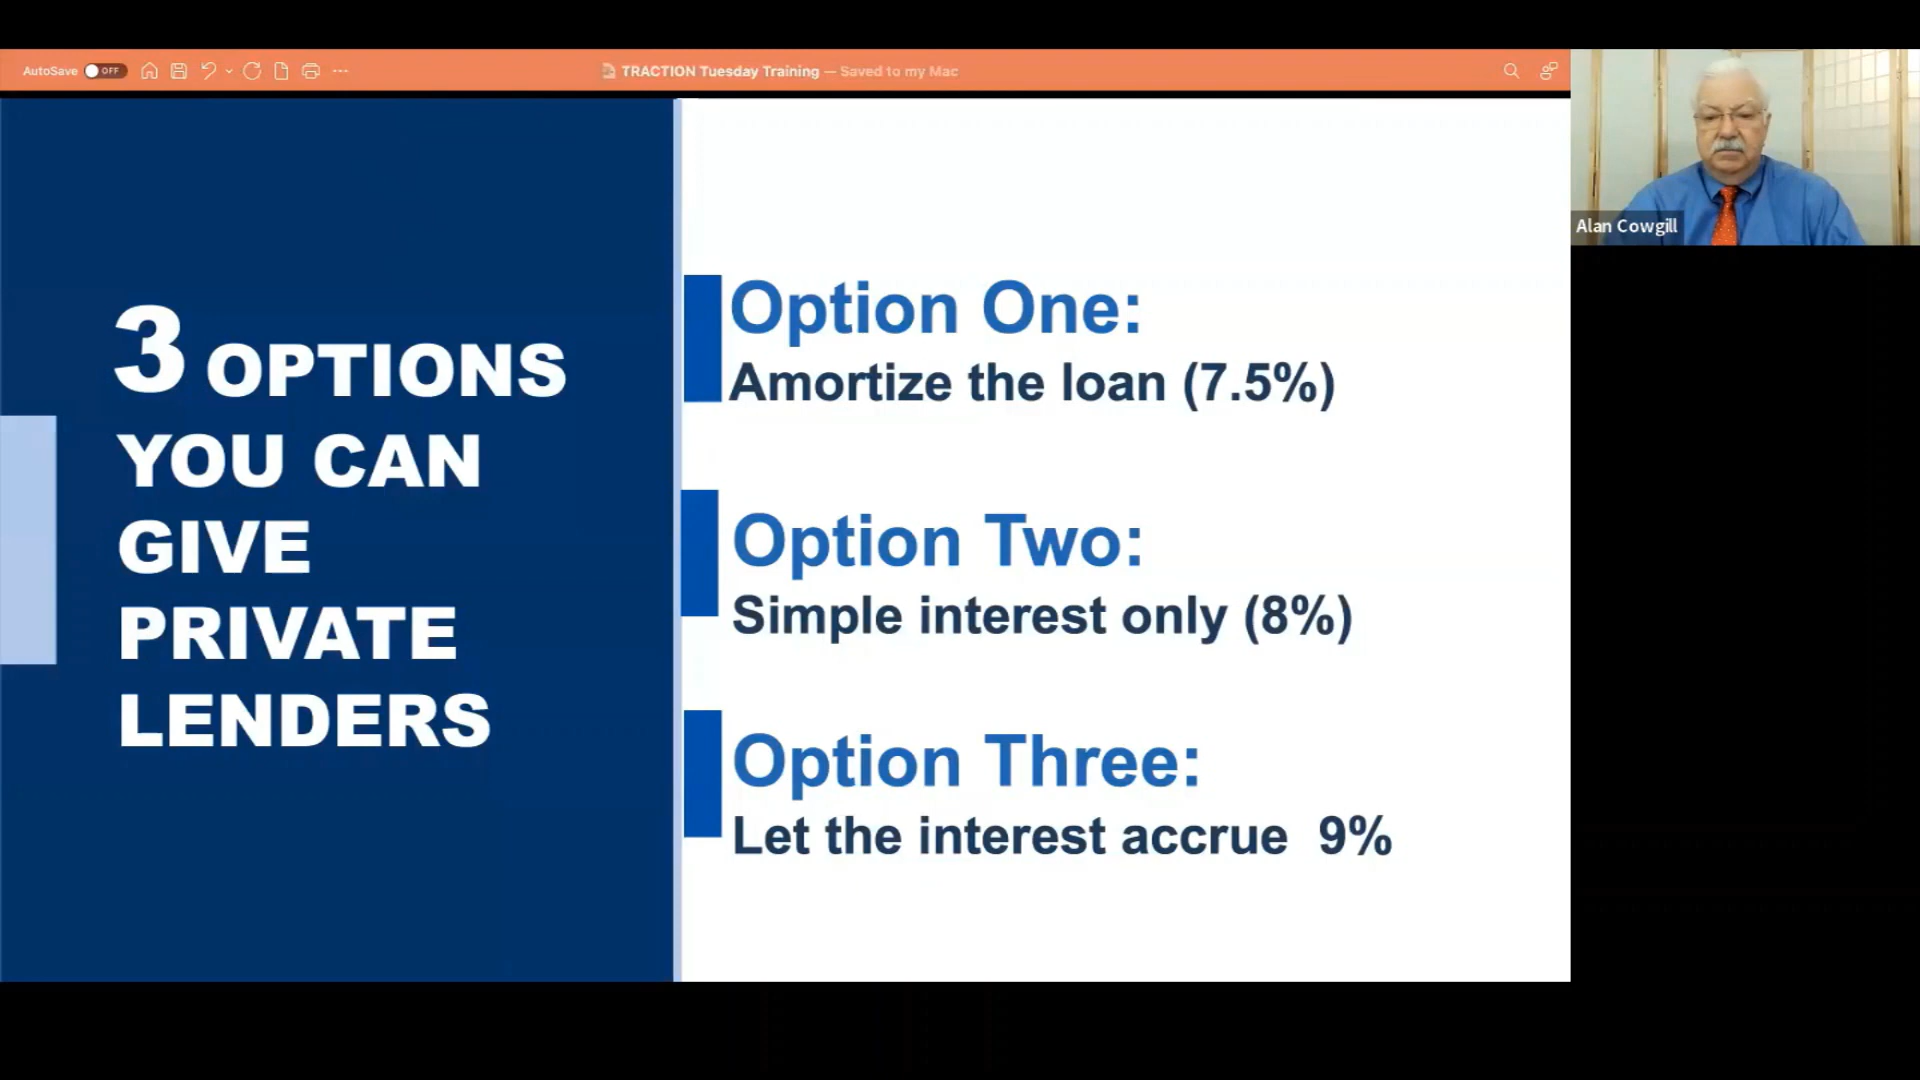 AutoSave OFF
TRACTION Tuesday Training — Saved to my Mac
Alan Cowgill
3 OPTIONS
YOU CAN
GIVE
PRIVATE
LENDERS
Option One:
Amortize the loan (7.5%)
Option Two:
Simple interest only (8%)
Option Three:
Let the interest accrue 9%